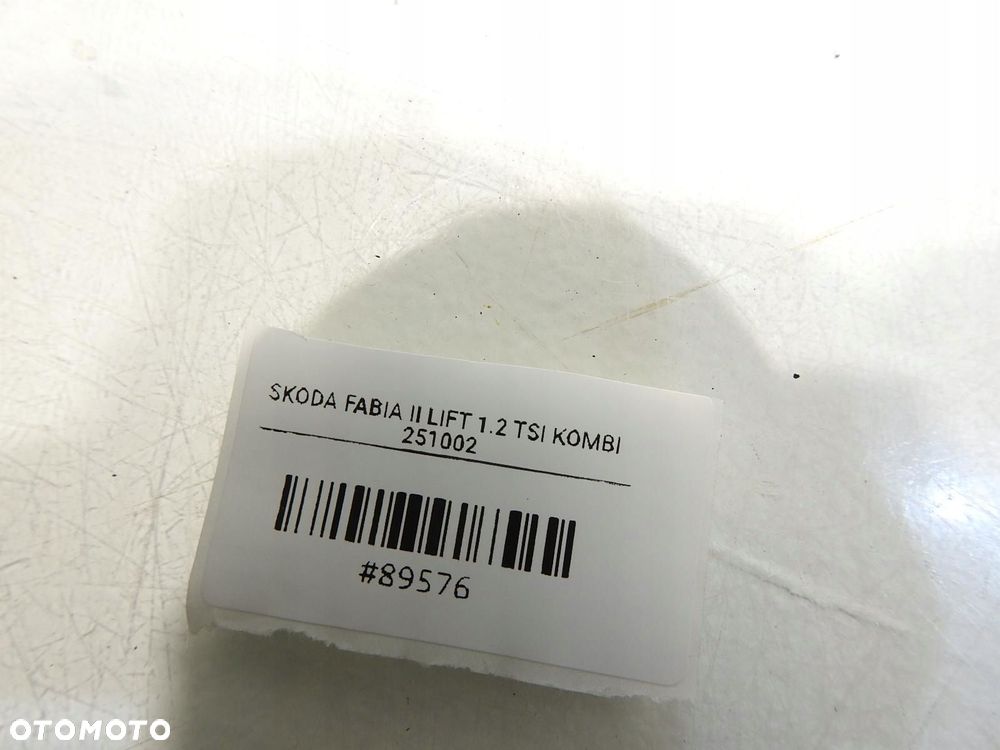 SKODA FABIA II LIFT 1.2 TSI KOMBI
251002
#89576
OTOMOTO